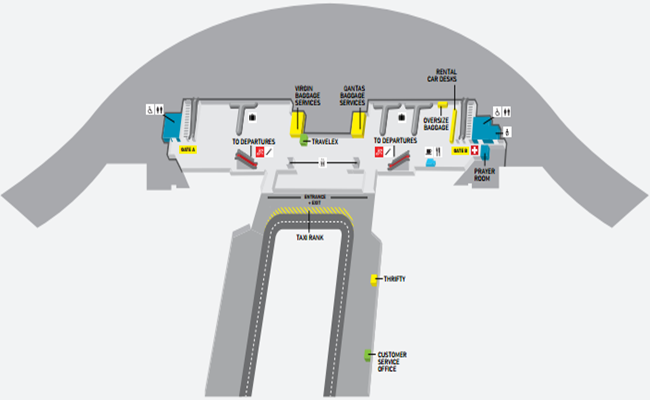 RENTAL
CAR DESKS
VIRGIN
BAGGAGE
SERVICES
QANTAS
BAGGAGE
SERVICES
OVERSIZE
BAGGAGE
TO DEPARTURES
TRAVELEX
TO DEPARTURES
GATE A
GATE B
PRAYER
ROOM
ENTRANCE
+ EXIT
TAXI RANK
THRIFTY
CUSTOMER
SERVICE
OFFICE